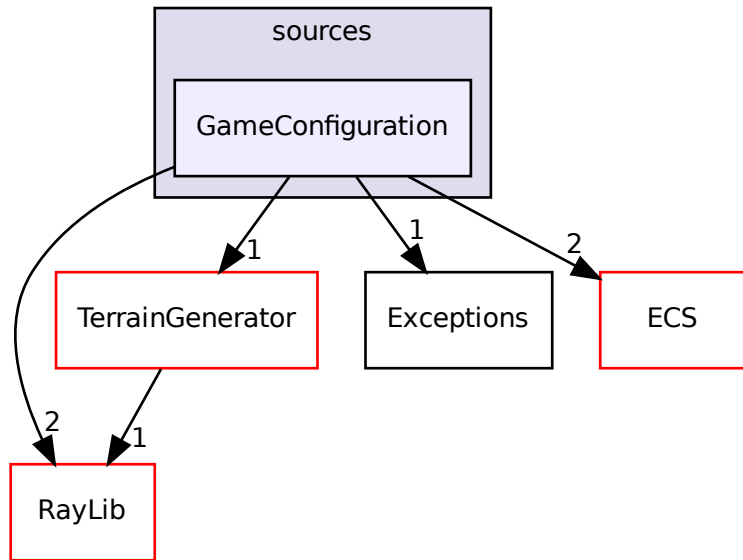 sources
GameConfiguration
1
1
2
TerrainGenerator
Exceptions
ECS
2
1
RayLib